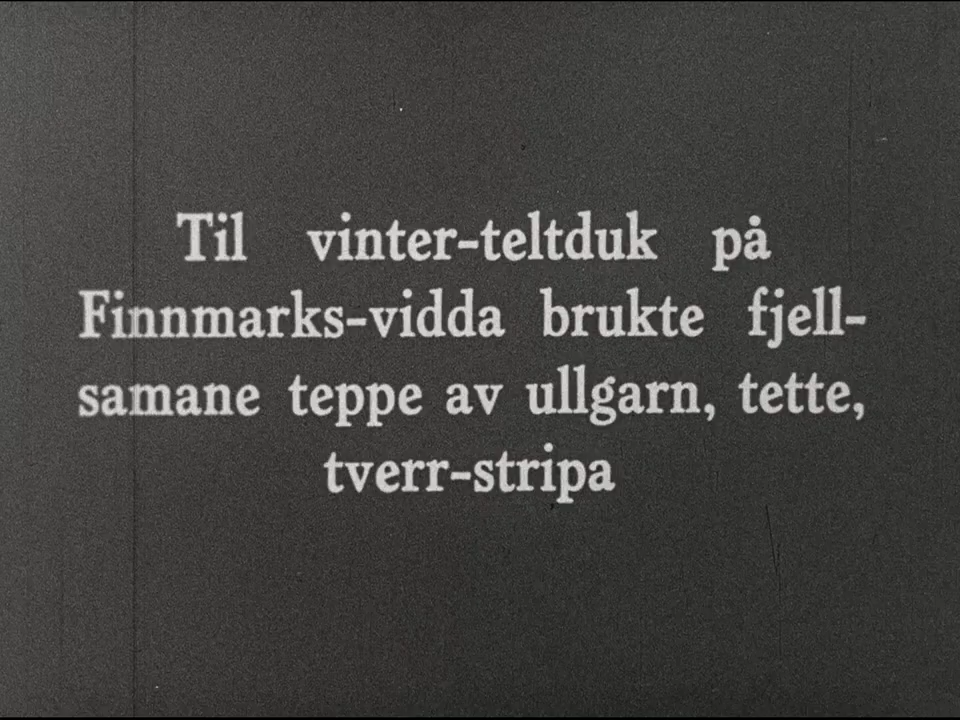 Til vinter-teltduk på
Finnmarks-vidda brukte fjell-
samane teppe av ullgarn, tette,
tverr-stripa